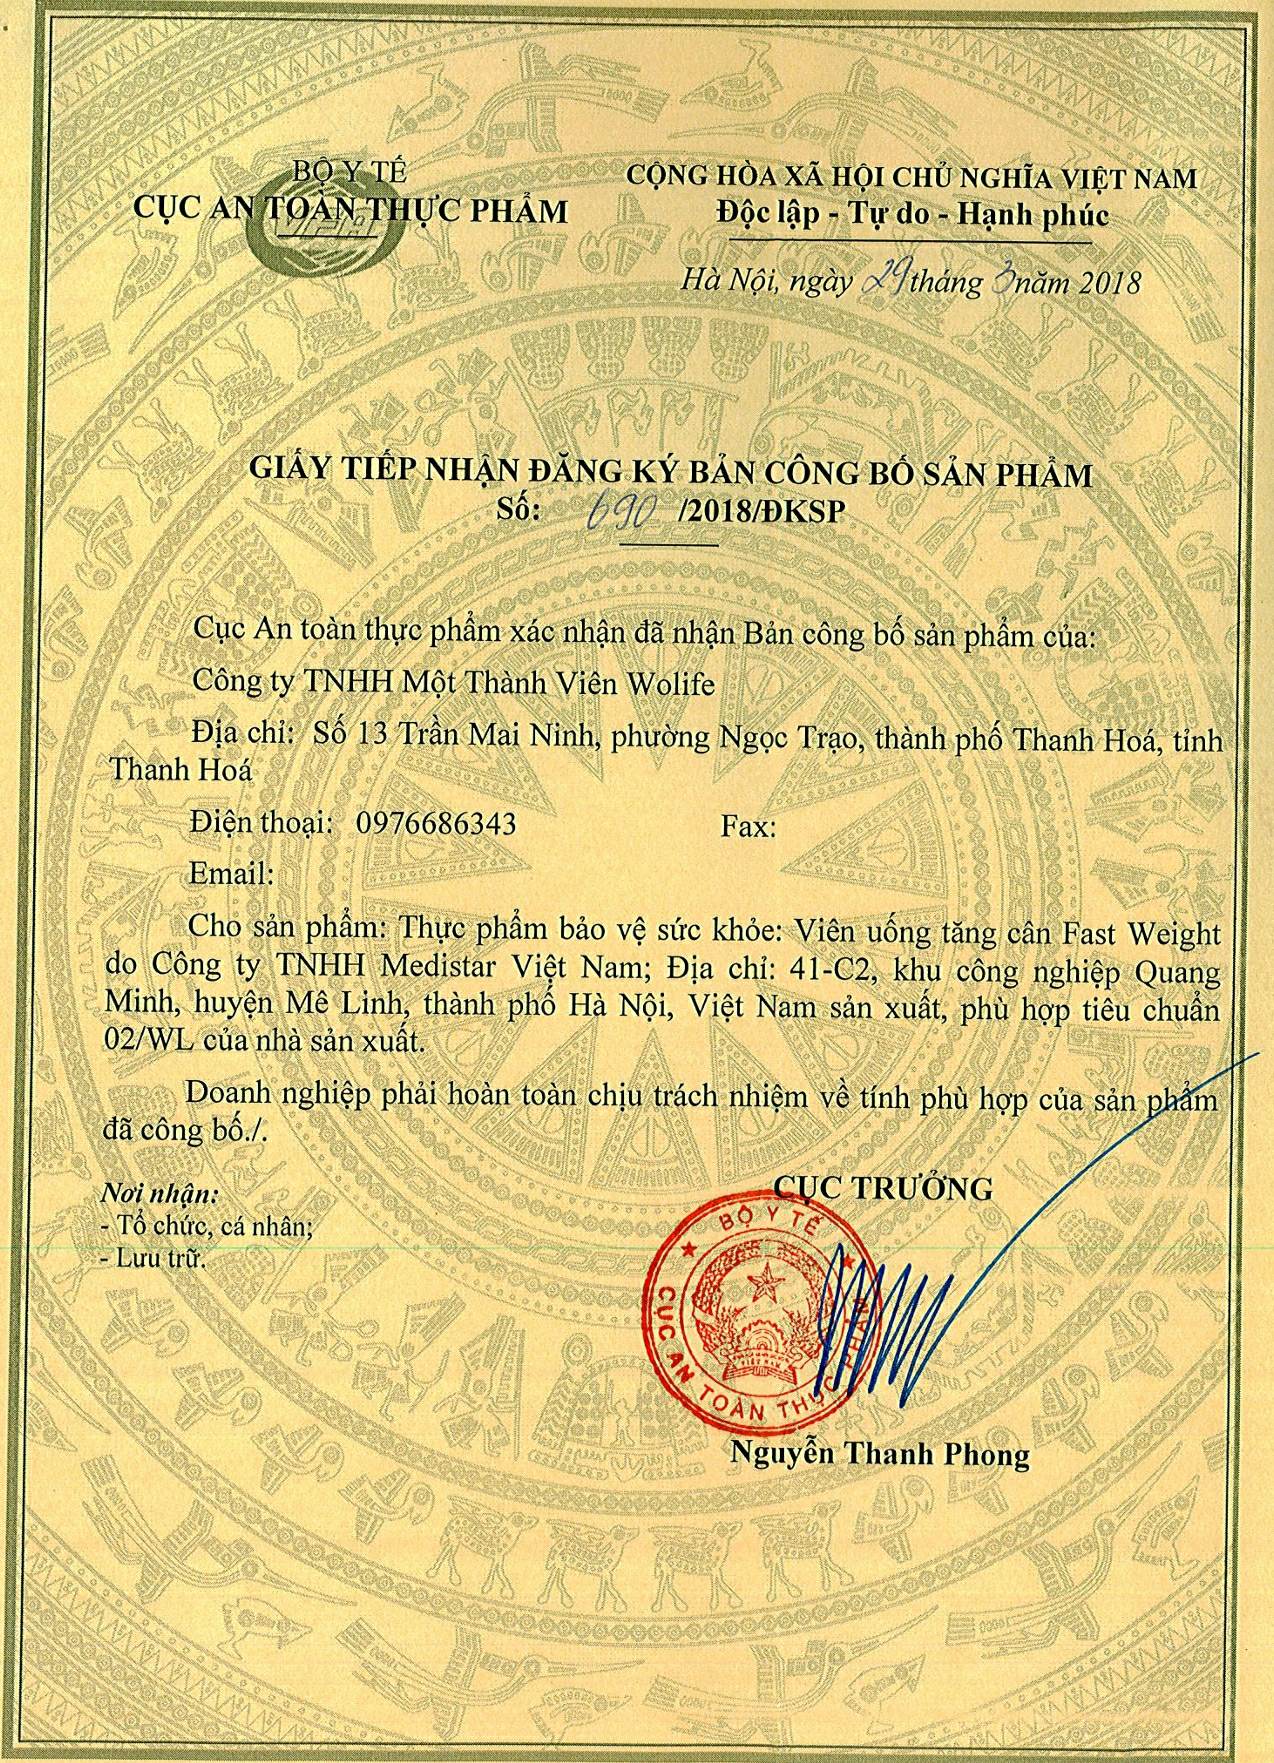 BỘ Y TẾ
CỤC AN TOÀN THỰC PHẨM
CỘNG HÒA XÃ HỘI CHỦ NGHĨA VIỆT NAM
Độc lập - Tự do - Hạnh phúc
Hà Nội, ngày 29 tháng 3 năm 2018
GIẤY TIẾP NHẬN ĐĂNG KÝ BẢN CÔNG BỐ SẢN PHẨM
Số: 690 /2018/ĐKSP
Cục An toàn thực phẩm xác nhận đã nhận Bản công bố sản phẩm của:
Công ty TNHH Một Thành Viên Wolife
Địa chỉ: Số 13 Trần Mai Ninh, phường Ngọc Trạo, thành phố Thanh Hoá, tỉnh
Thanh Hoá
Điện thoại: 0976686343 Fax:
Email:
Cho sản phẩm: Thực phẩm bảo vệ sức khỏe: Viên uống tăng cân Fast Weight
do Công ty TNHH Medistar Việt Nam; Địa chỉ: 41-C2, khu công nghiệp Quang
Minh, huyện Mê Linh, thành phố Hà Nội, Việt Nam sản xuất, phù hợp tiêu chuẩn
02/WL của nhà sản xuất.
Doanh nghiệp phải hoàn toàn chịu trách nhiệm về tính phù hợp của sản phẩm
đã công bố./.
Nơi nhận:
- Tổ chức, cá nhân;
- Lưu trữ.
CỤC TRƯỞNG
BỘ Y TẾ
CỤC AN TOÀN THỰC PHẨM
VIỆT NAM
Nguyễn Thanh Phong